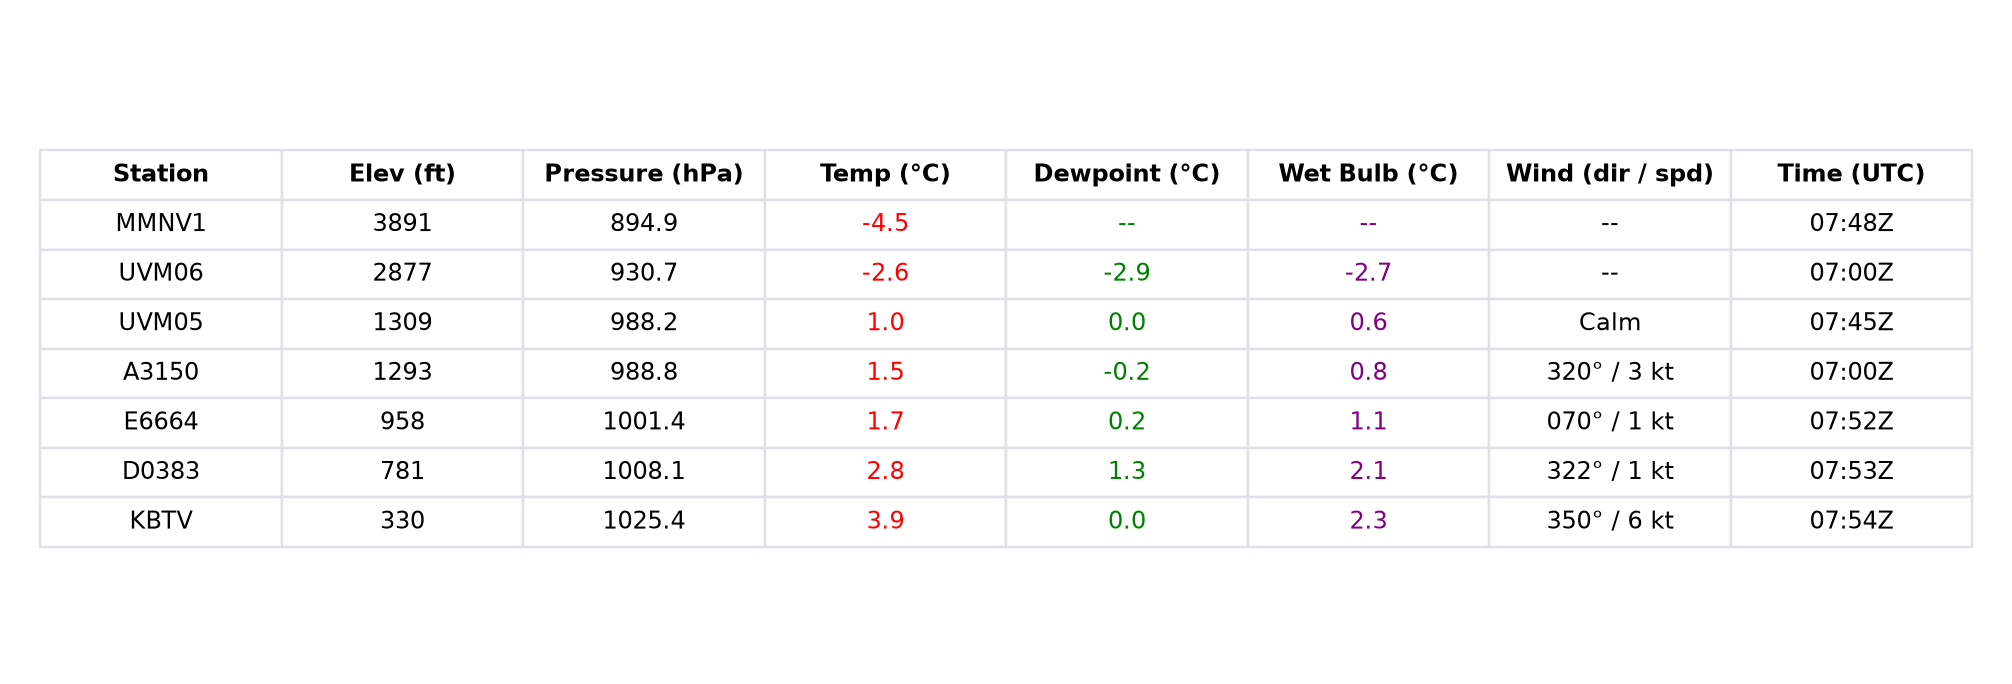 Station Elev (ft) Pressure (hPa) Temp (°C) Dewpoint (°C) Wet Bulb (°C) Wind (dir / spd) Time (UTC)
MMNV1 3891 894.9 -4.5 -- -- -- 07:48Z
UVM06 2877 930.7 -2.6 -2.9 -2.7 -- 07:00Z
UVM05 1309 988.2 1.0 0.0 0.6 Calm 07:45Z
A3150 1293 988.8 1.5 -0.2 0.8 320° / 3 kt 07:00Z
E6664 958 1001.4 1.7 0.2 1.1 070° / 1 kt 07:52Z
D0383 781 1008.1 2.8 1.3 2.1 322° / 1 kt 07:53Z
KBTV 330 1025.4 3.9 0.0 2.3 350° / 6 kt 07:54Z